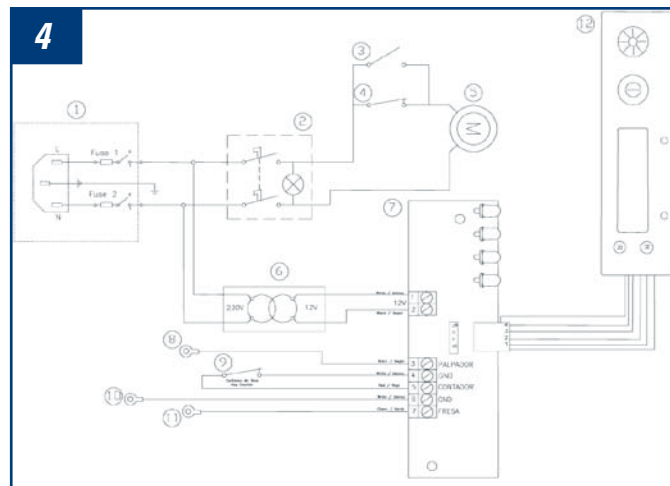 4
1
L
Fuse 1
Fuse 2
N
2
3
4
5
M
12
6
220V
12V
7
1
12V
2
8
3 PALPADOR
9
4 GND
5 CONTADOR
10
6 GND
11
7 FRESA